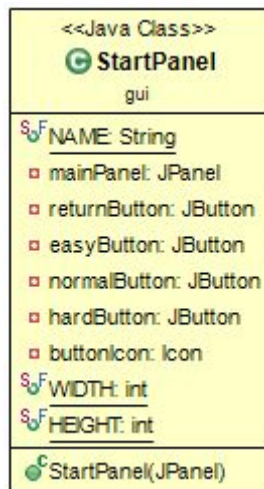 <<Java Class>>
C StartPanel
gui
S F NAME: String
mainPanel: JPanel
returnButton: JButton
easyButton: JButton
normalButton: JButton
hardButton: JButton
buttonIcon: Icon
S F WIDTH: int
S F HEIGHT: int
C StartPanel(JPanel)